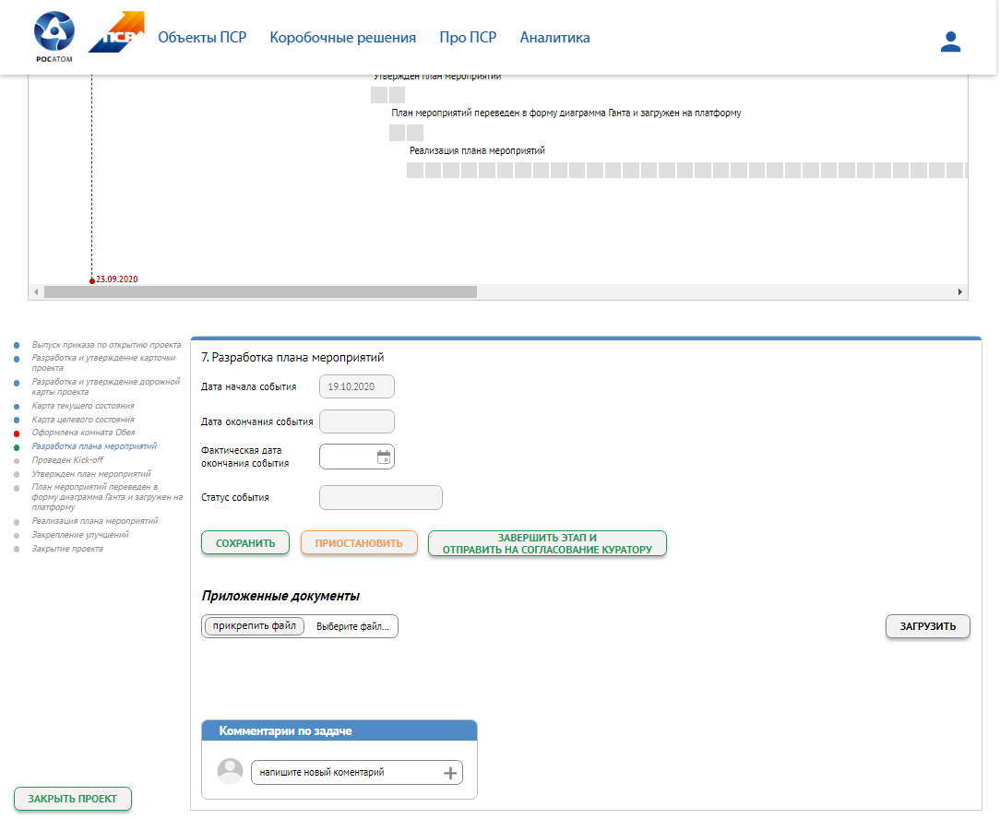 РОСАТОМ
ПСР
Объекты ПСР
Коробочные решения
Про ПСР
Аналитика
Утвержден план мероприятий
План мероприятий переведен в форму диаграмма Ганта и загружен на платформу
Реализация плана мероприятий
23.09.2020
Выпуск приказа по открытию проекта
Разработка и утверждение карточки
проекта
Разработка и утверждение дорожной
карты проекта
Карта текущего состояния
Карта целевого состояния
Оформлена комната Обея
Разработка плана мероприятий
Проведен Kick-off
Утвержден план мероприятий
План мероприятий переведен в
форму диаграмма Ганта и загружен на
платформу
Реализация плана мероприятий
Закрепление улучшений
Закрытие проекта
ЗАКРЫТЬ ПРОЕКТ
7. Разработка плана мероприятий
Дата начала события
19.10.2020
Дата окончания события
Фактическая дата
окончания события
Статус события
СОХРАНИТЬ
ПРИОСТАНОВИТЬ
ЗАВЕРШИТЬ ЭТАП И
ОТПРАВИТЬ НА СОГЛАСОВАНИЕ КУРАТОРУ
Приложенные документы
прикрепить файл
Выберите файл...
ЗАГРУЗИТЬ
Комментарии по задаче
напишите новый коментарий